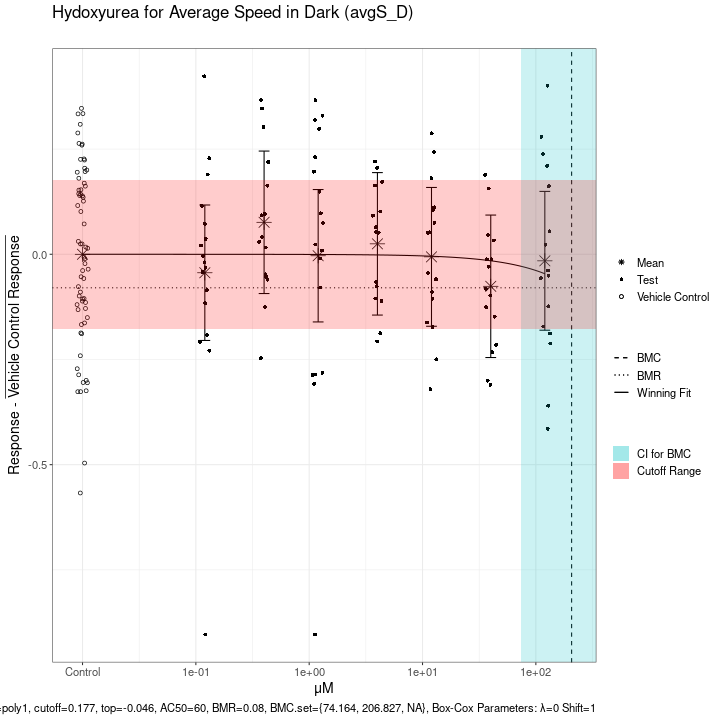 Hydoxyurea for Average Speed in Dark (avgS_D)
Response - Vehicle Control Response
0.0
-0.5
Control
1e-01
1e+00
1e+01
1e+02
μM
Mean
Test
Vehicle Control
BMC
BMR
Winning Fit
CI for BMC
Cutoff Range
=poly1, cutoff=0.177, top=-0.046, AC50=60, BMR=0.08, BMC.set={74.164, 206.827, NA}, Box-Cox Parameters: λ=0 Shift=1